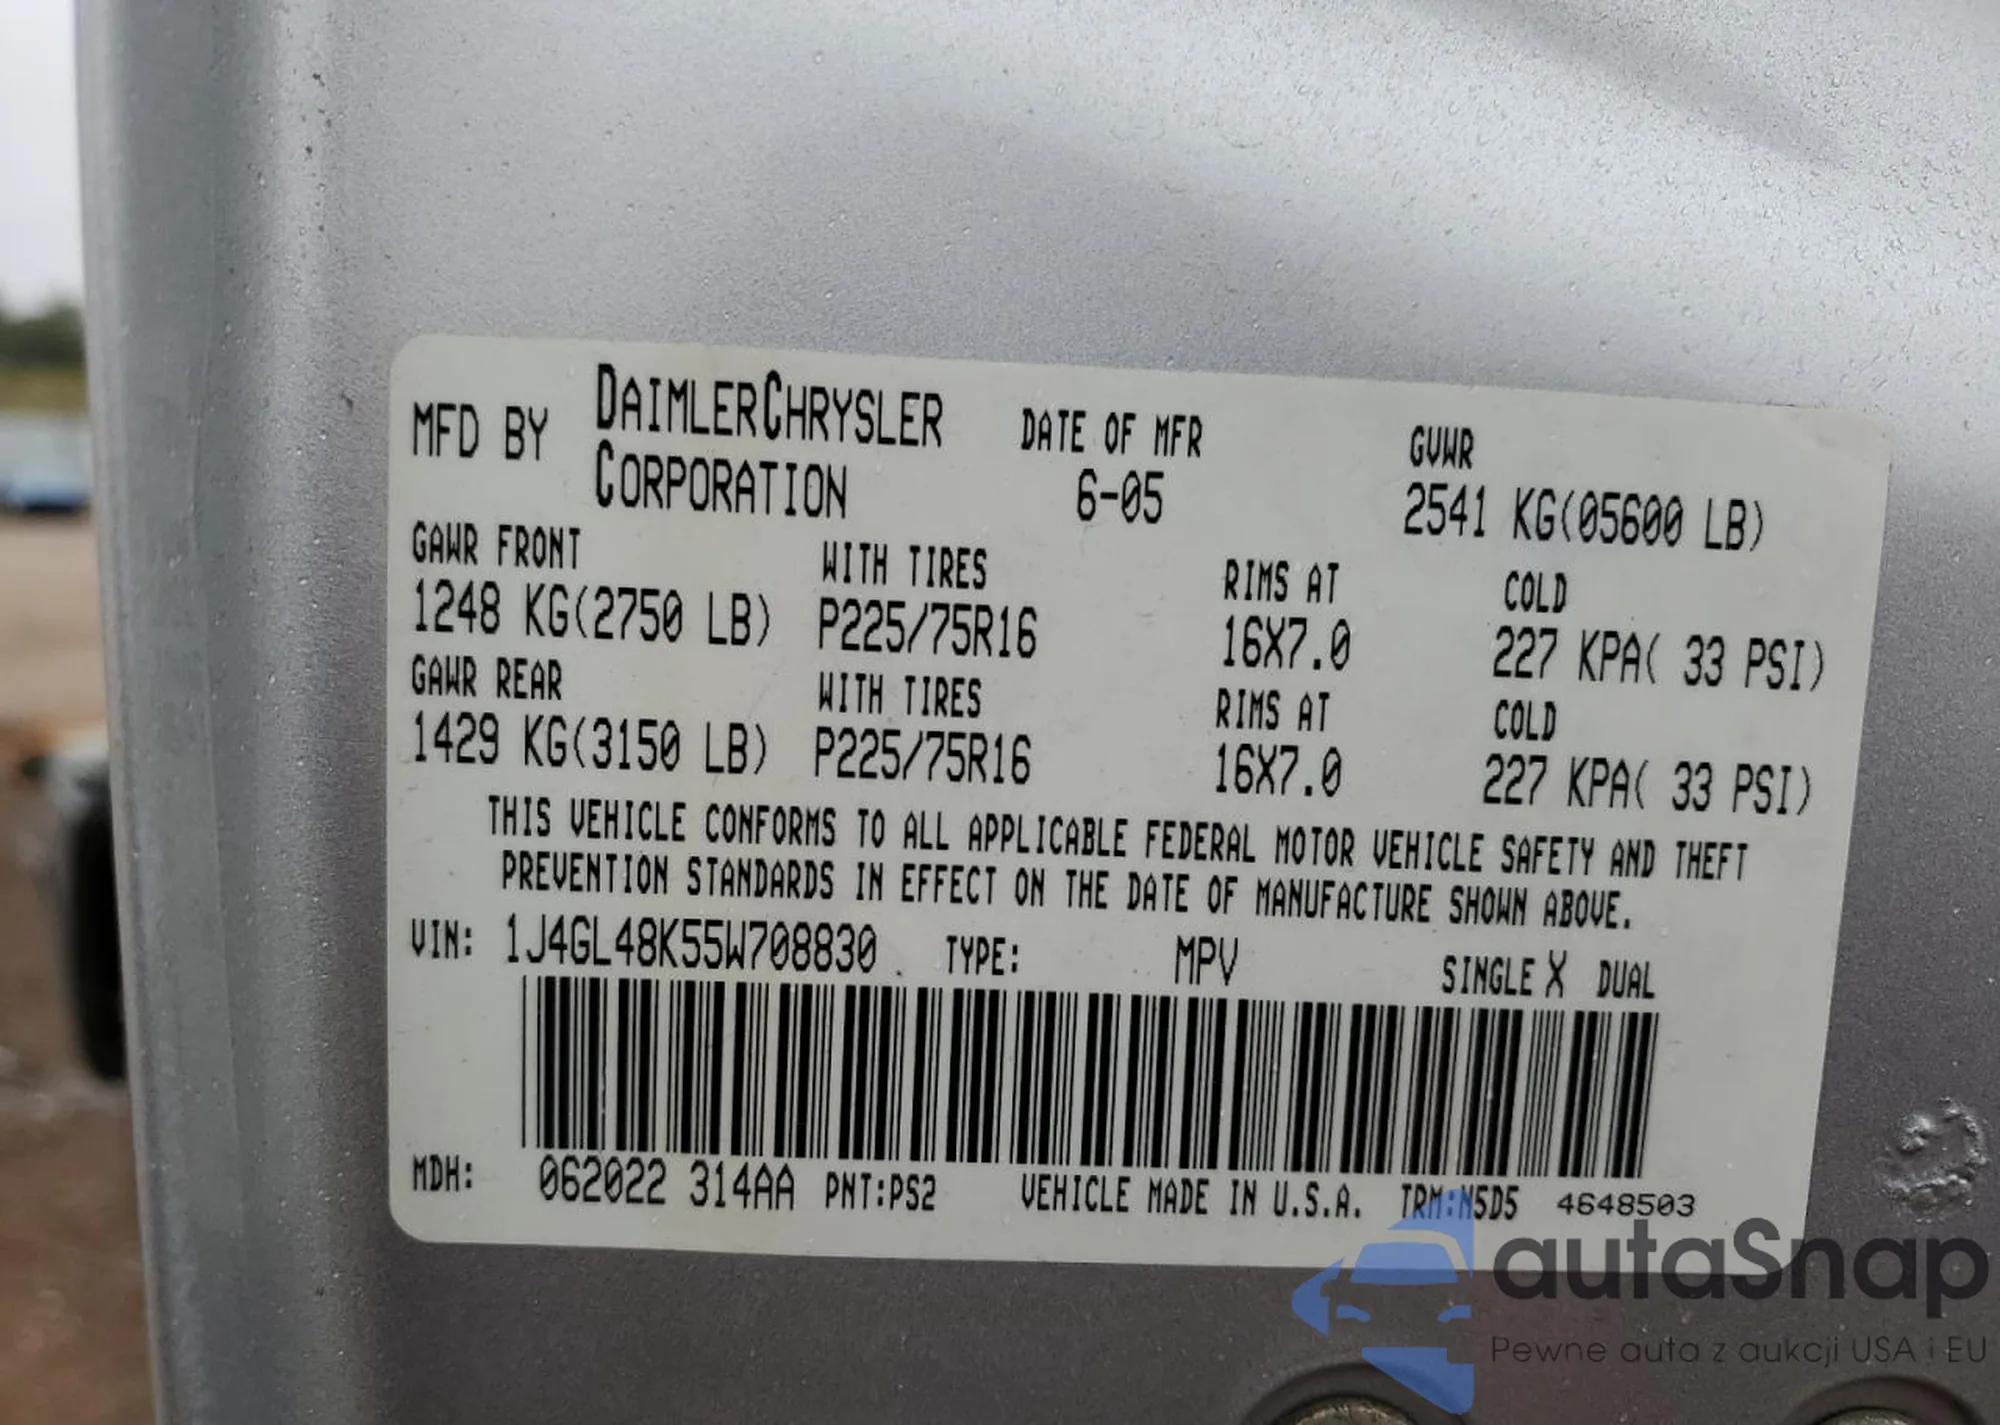 MFD BY DAIMLERCHRYSLER CORPORATION DATE OF MFR GVWR
6-05 2541 KG(05600 LB)
GAWR FRONT WITH TIRES RIMS AT COLD
1248 KG(2750 LB) P225/75R16 16X7.0 227 KPA( 33 PSI)
GAWR REAR WITH TIRES RIMS AT COLD
1429 KG(3150 LB) P225/75R16 16X7.0 227 KPA( 33 PSI)
THIS VEHICLE CONFORMS TO ALL APPLICABLE FEDERAL MOTOR VEHICLE SAFETY AND THEFT
PREVENTION STANDARDS IN EFFECT ON THE DATE OF MANUFACTURE SHOWN ABOVE.
VIN: 1J4GL48K55W708830 TYPE: MPV SINGLE X DUAL
MDH: 062022 314AA PNT:PS2 VEHICLE MADE IN U.S.A. TRM:N5D5 4648503
autaSnap
Pewne auta z aukcji USA i EU